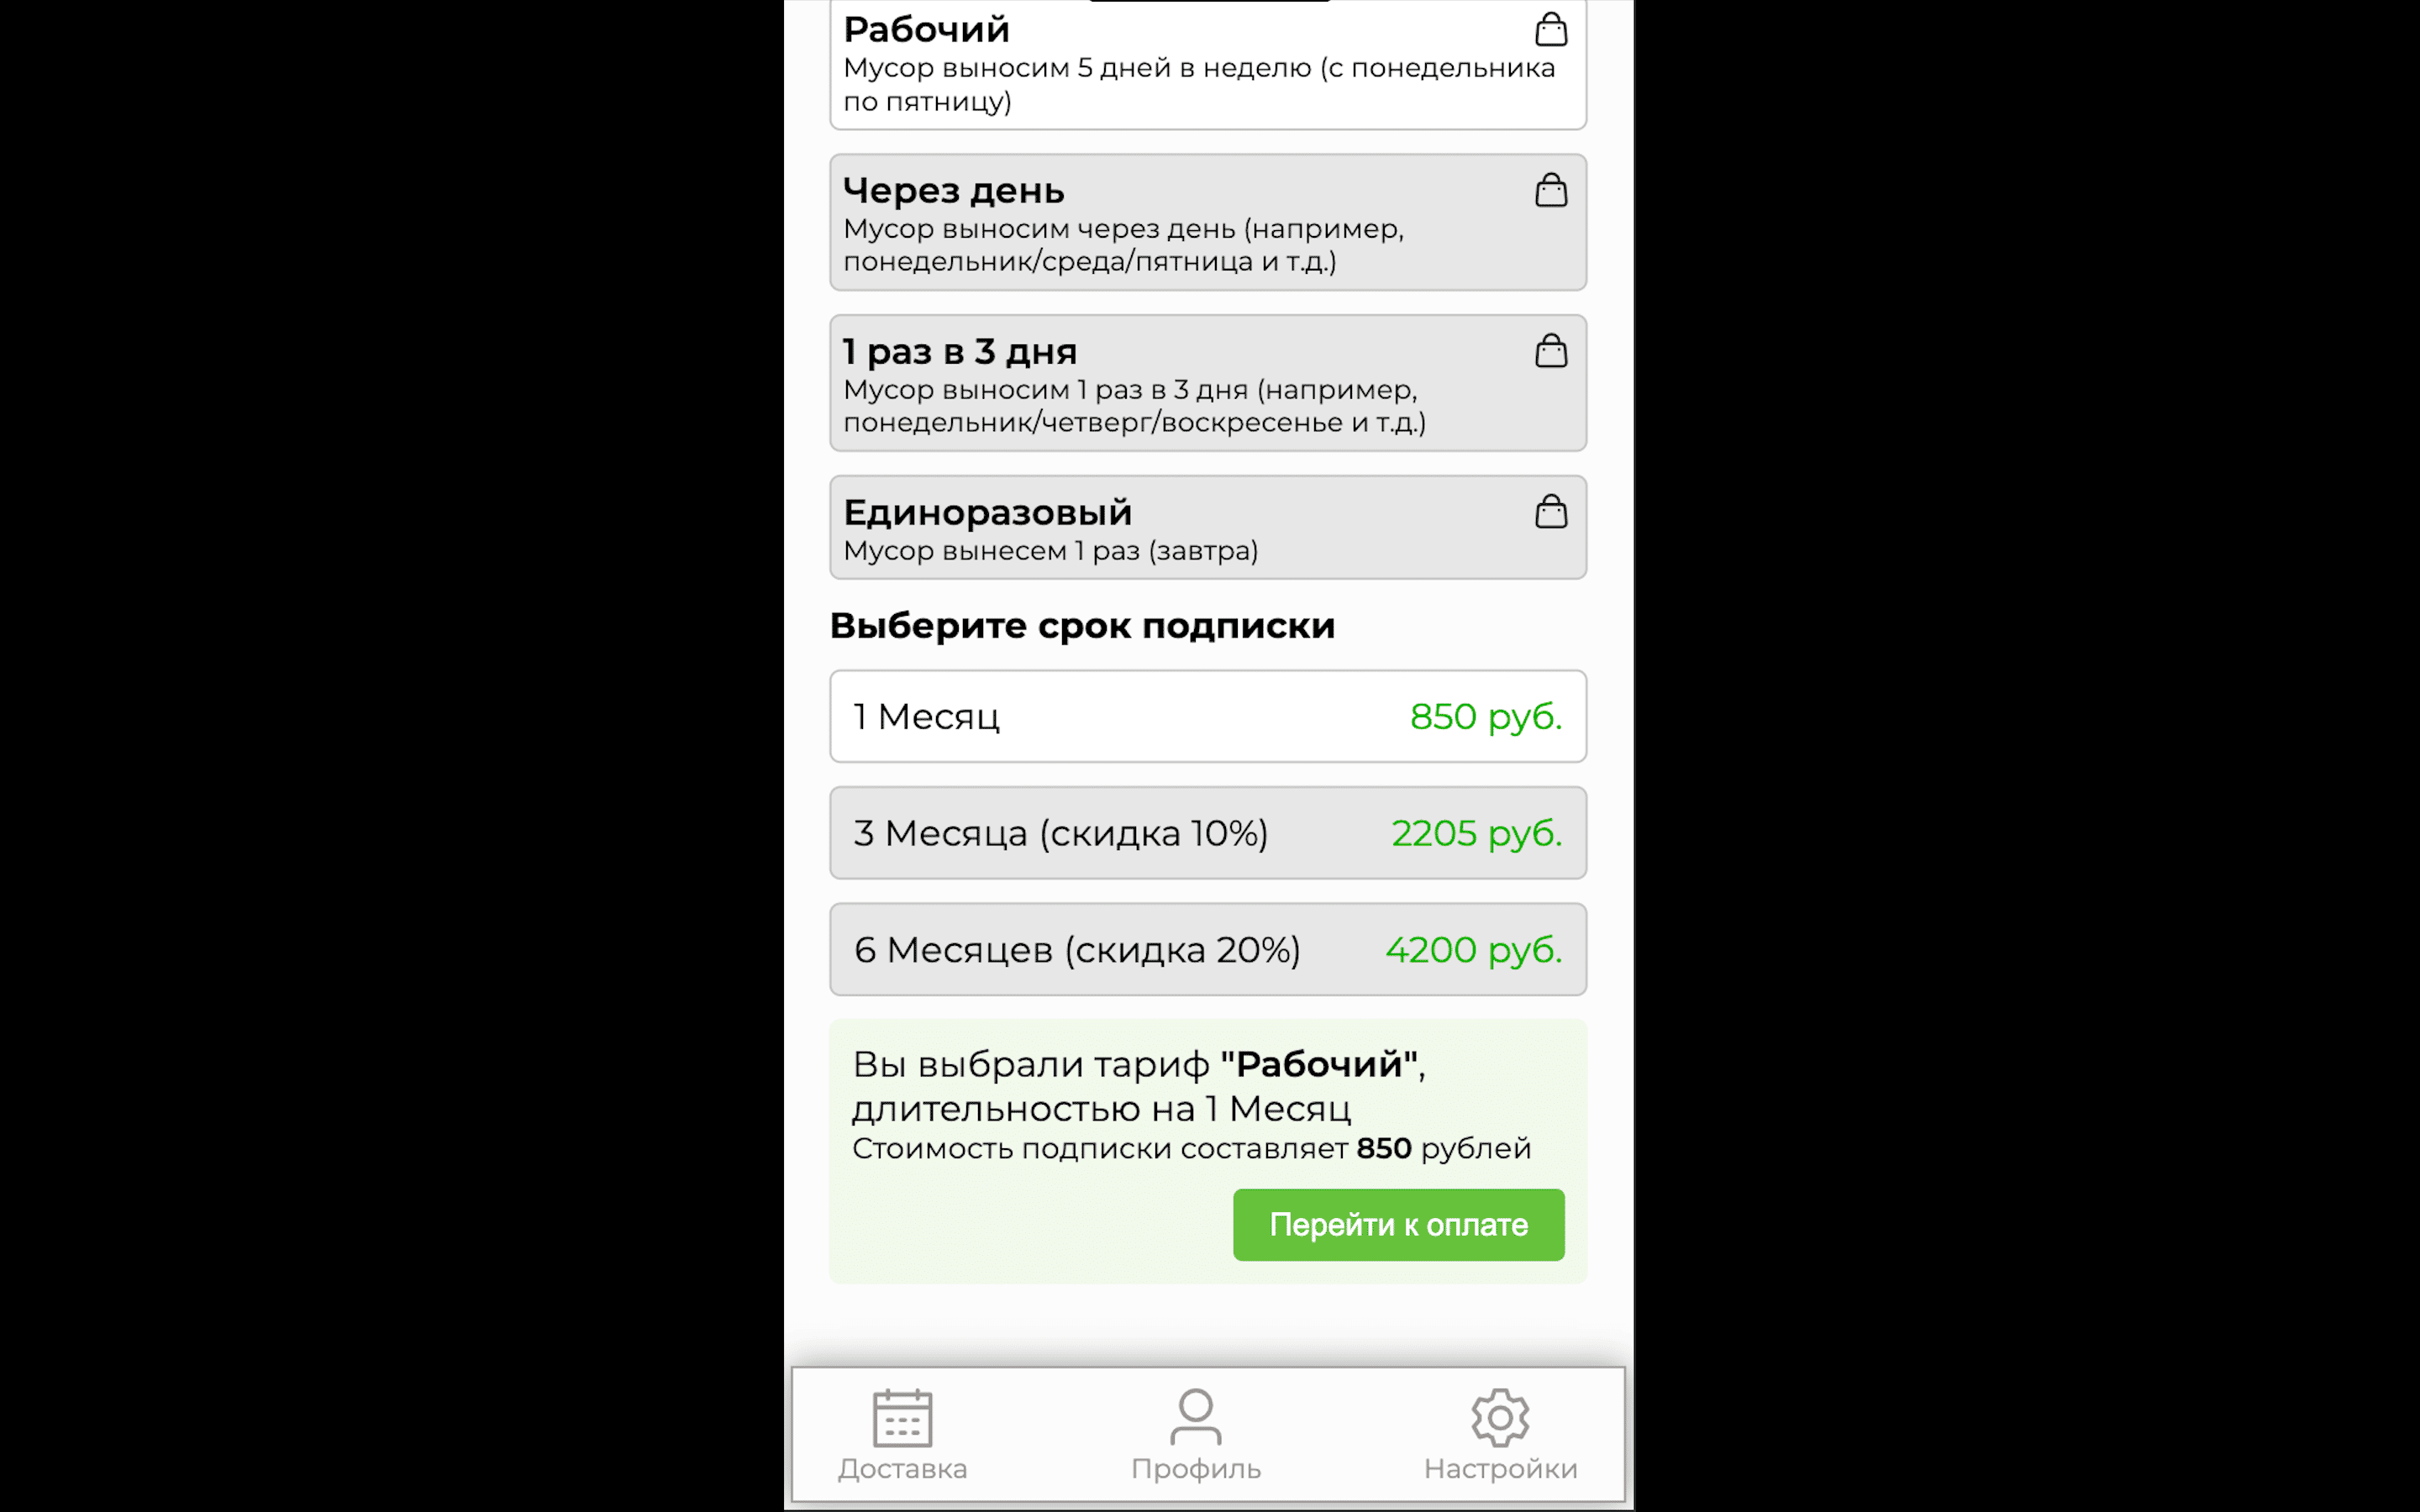 Рабочий
Мусор выносим 5 дней в неделю (с понедельника
по пятницу)
Через день
Мусор выносим через день (например,
понедельник/среда/пятница и т.д.)
1 раз в 3 дня
Мусор выносим 1 раз в 3 дня (например,
понедельник/четверг/воскресенье и т.д.)
Единоразовый
Мусор вынесем 1 раз (завтра)
Выберите срок подписки
1 Месяц 850 руб.
3 Месяца (скидка 10%) 2205 руб.
6 Месяцев (скидка 20%) 4200 руб.
Вы выбрали тариф "Рабочий",
длительностью на 1 Месяц
Стоимость подписки составляет 850 рублей
Перейти к оплате
Доставка Профиль Настройки